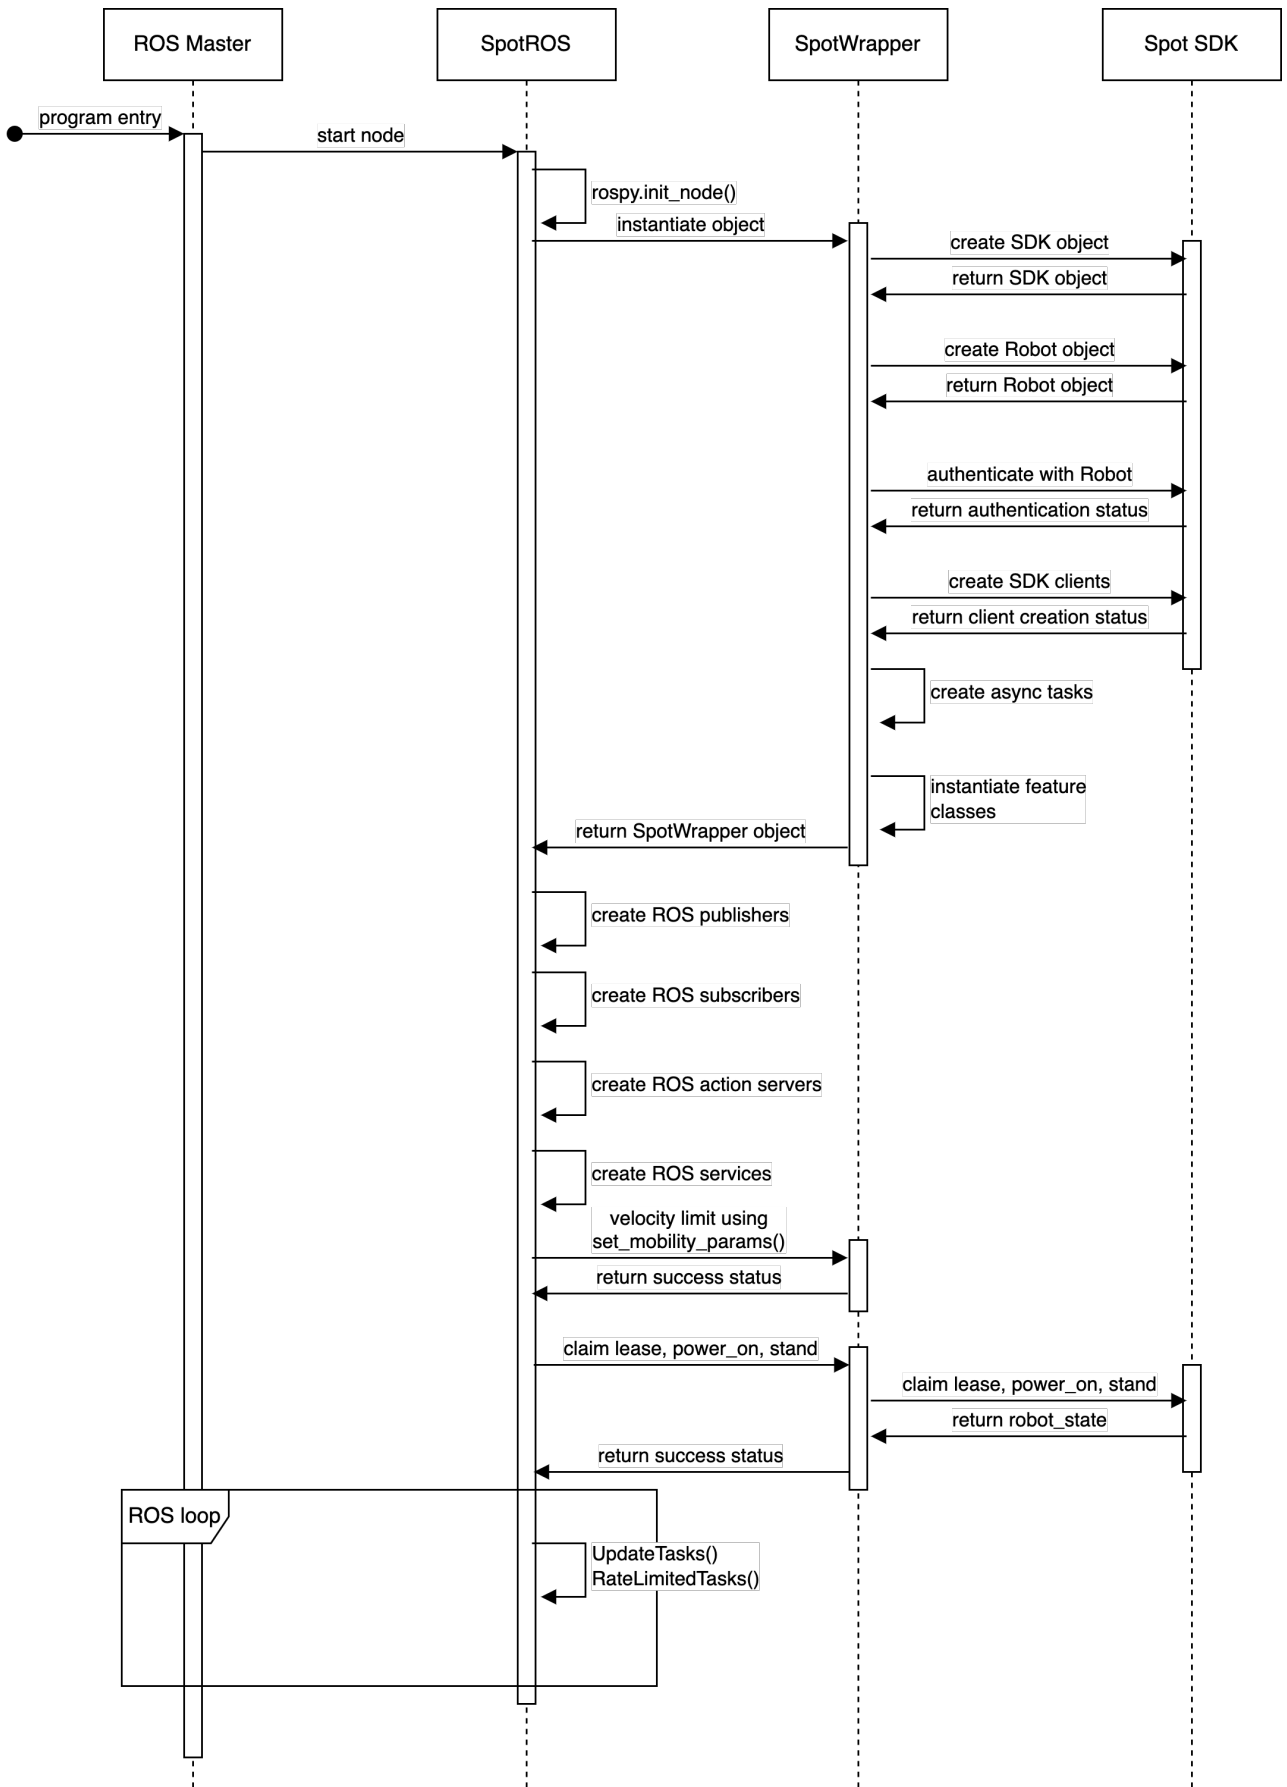 ROS Master
SpotROS
SpotWrapper
Spot SDK
program entry
start node
rospy.init_node()
instantiate object
create SDK object
return SDK object
create Robot object
return Robot object
authenticate with Robot
return authentication status
create SDK clients
return client creation status
create async tasks
instantiate feature
classes
return SpotWrapper object
create ROS publishers
create ROS subscribers
create ROS action servers
create ROS services
velocity limit using
set_mobility_params()
return success status
claim lease, power_on, stand
claim lease, power_on, stand
return robot_state
return success status
ROS loop
UpdateTasks()
RateLimitedTasks()